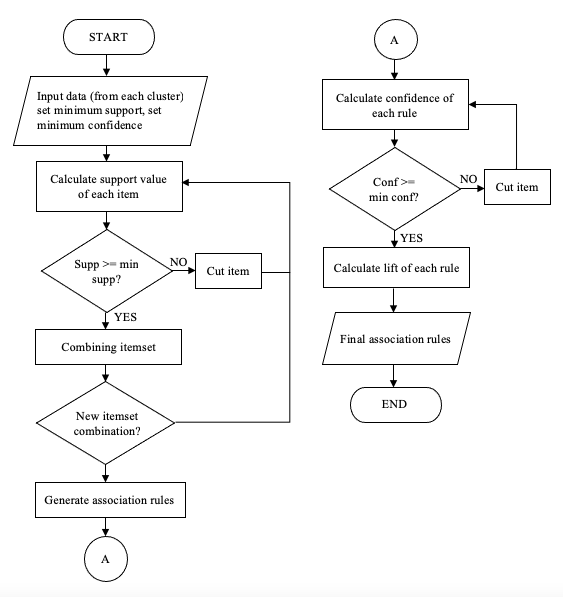 START
Input data (from each cluster)
set minimum support, set
minimum confidence
Calculate support value
of each item
Supp >= min
supp?
NO
Cut item
YES
Combining itemset
New itemset
combination?
Generate association rules
A
A
Calculate confidence of
each rule
Conf >=
min conf?
NO
Cut item
YES
Calculate lift of each rule
Final association rules
END